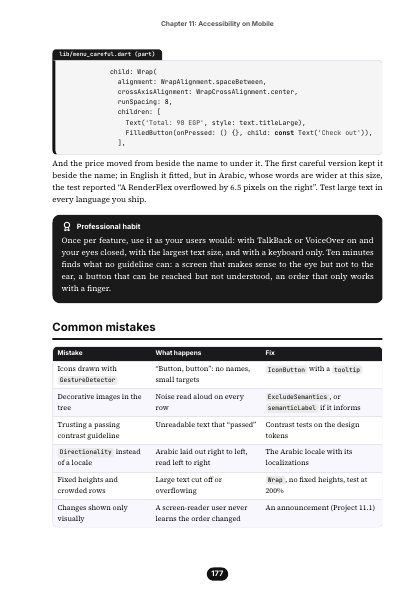 Chapter 11: Accessibility on Mobile
lib/menu_careful.dart (part)
child: Wrap(
alignment: WrapAlignment.spaceBetween,
crossAxisAlignment: WrapCrossAlignment.center,
runSpacing: 8,
children: [
Text('Total: 90 EGP', style: text.titleLarge),
FilledButton(onPressed: () {}, child: const Text('Check out')),
],
And the price moved from beside the name to under it. The first careful version kept it
beside the name; in English it fitted, but in Arabic, whose words are wider at this size,
the test reported “A RenderFlex overflowed by 6.5 pixels on the right”. Test large text in
every language you ship.
Professional habit
Once per feature, use it as your users would: with TalkBack or VoiceOver on and
your eyes closed, with the largest text size, and with a keyboard only. Ten minutes
finds what no guideline can: a screen that makes sense to the eye but not to the
ear, a button that can be reached but not understood, an order that only works
with a finger.
Common mistakes
Mistake What happens Fix
Icons drawn with “Button, button”: no names, IconButton with a tooltip
GestureDetector small targets
Decorative images in the Noise read aloud on every ExcludeSemantics, or
tree row semanticLabel if it informs
Trusting a passing Unreadable text that “passed” Contrast tests on the design
contrast guideline tokens
Directionality instead Arabic laid out right to left, The Arabic locale with its
of a locale read left to right localizations
Fixed heights and Large text cut off or Wrap, no fixed heights, test at
crowded rows overflowing 200%
Changes shown only A screen-reader user never An announcement (Project 11.1)
visually learns the order changed
177